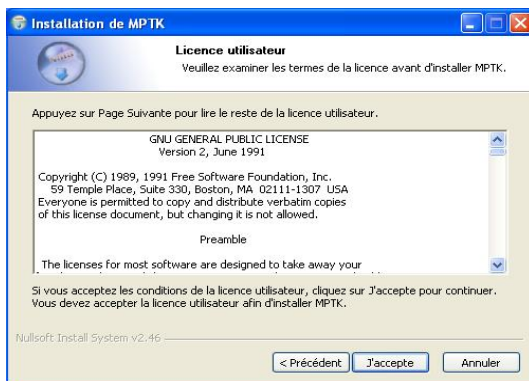 Installation de MPTK
Licence utilisateur
Veuillez examiner les termes de la licence avant d'installer MPTK.
Appuyez sur Page Suivante pour lire le reste de la licence utilisateur.
GNU GENERAL PUBLIC LICENSE
Version 2, June 1991
Copyright (C) 1989, 1991 Free Software Foundation, Inc.
59 Temple Place, Suite 330, Boston, MA 02111-1307 USA
Everyone is permitted to copy and distribute verbatim copies
of this license document, but changing it is not allowed.
Preamble
The licenses for most software are designed to take away your
Si vous acceptez les conditions de la licence utilisateur, cliquez sur J'accepte pour continuer.
Vous devez accepter la licence utilisateur afin d'installer MPTK.
Nullsoft Install System v2.46
< Précédent
J'accepte
Annuler